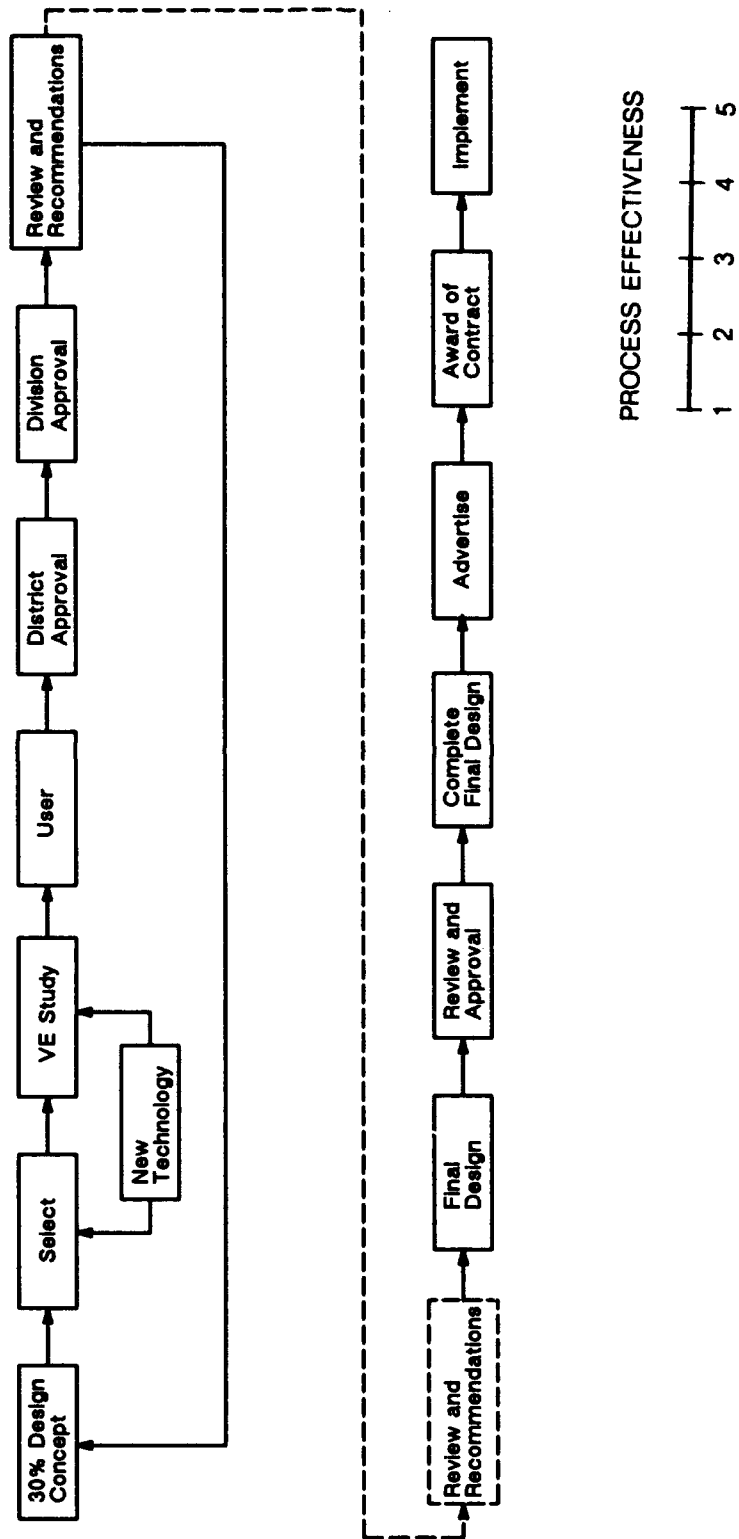 30% Design
Concept
Select
New
Technology
VE Study
User
District
Approval
Division
Approval
Review and
Recommendations
Review and
Recommendations
Final
Design
Review and
Approval
Complete
Final Design
Advertise
Award of
Contract
Implement
PROCESS EFFECTIVENESS
1 2 3 4 5